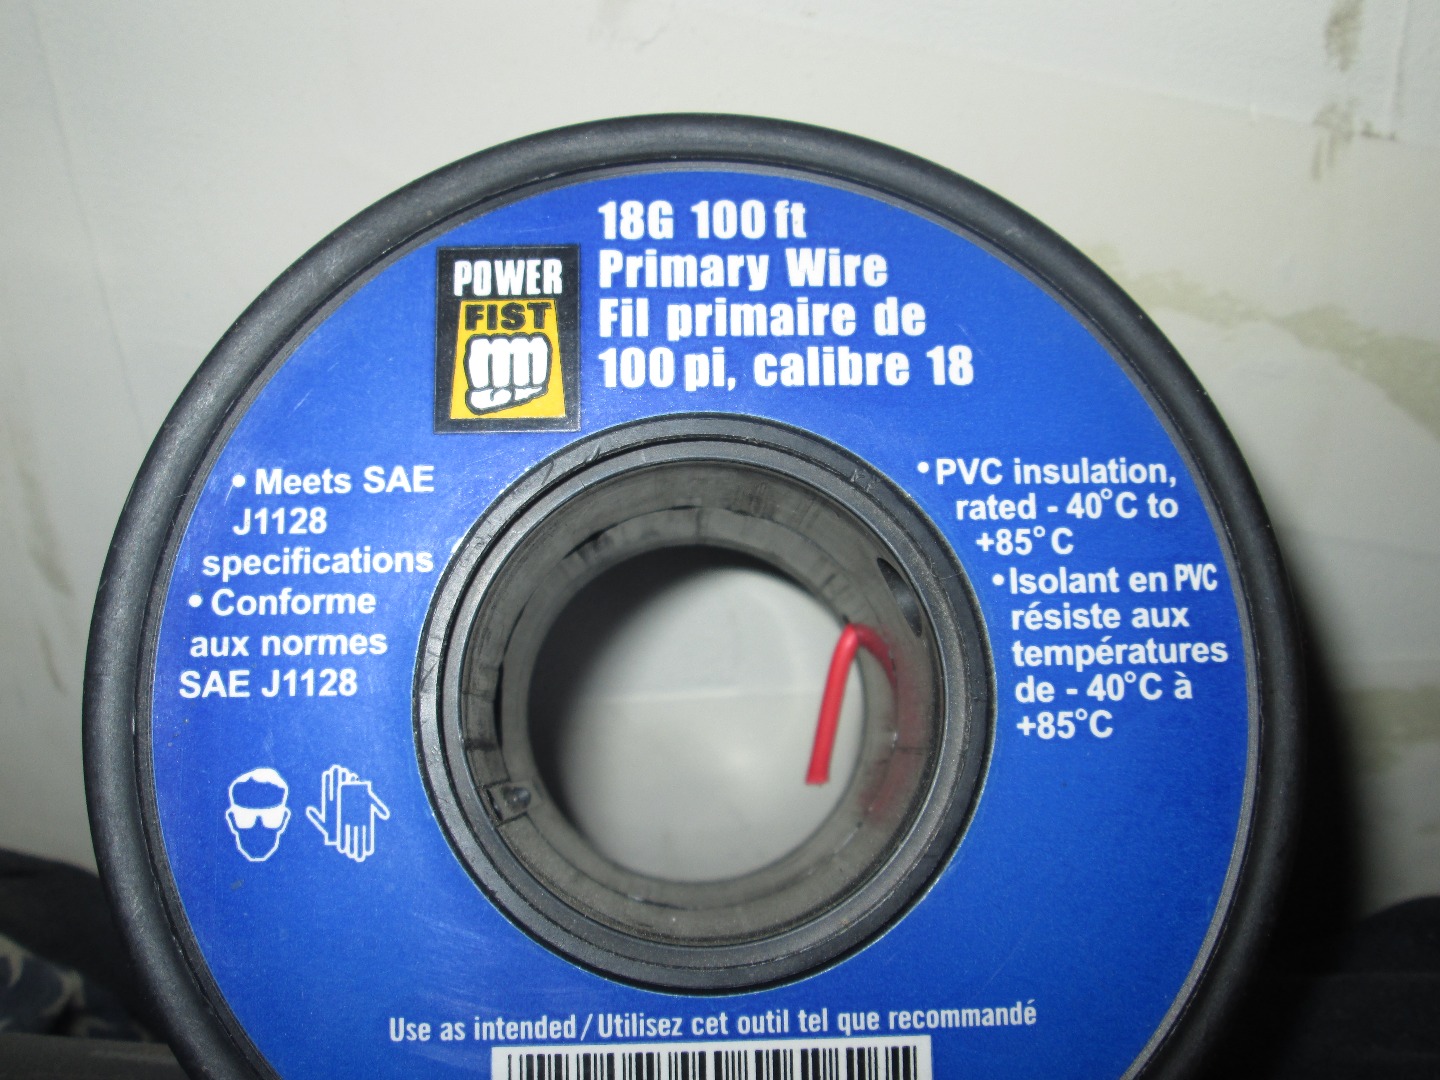 18G 100 ft
Primary Wire
Fil primaire de
100 pi, calibre 18
POWER
FIST
• Meets SAE
J1128
specifications
• Conforme
aux normes
SAE J1128
• PVC insulation,
rated - 40°C to
+85°C
• Isolant en PVC
résiste aux
températures
de - 40°C à
+85°C
Use as intended / Utilisez cet outil tel que recommandé